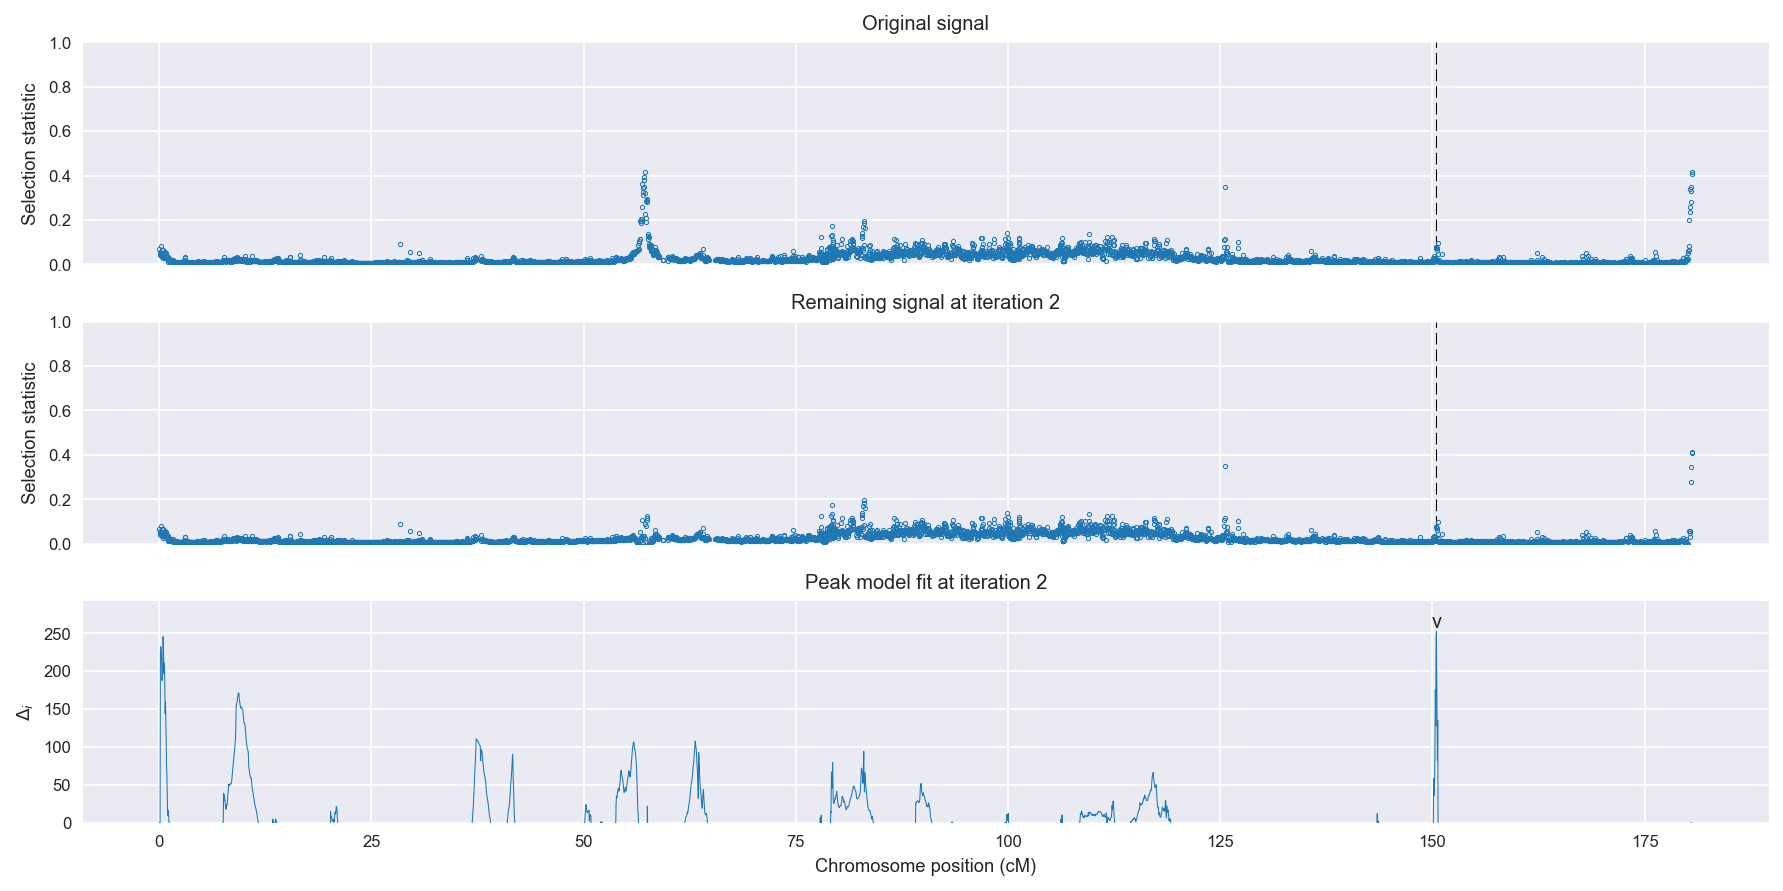 Original signal
Selection statistic
1.0
0.8
0.6
0.4
0.2
0.0
Remaining signal at iteration 2
Selection statistic
1.0
0.8
0.6
0.4
0.2
0.0
Peak model fit at iteration 2
Δi
250
200
150
100
50
0
v
0 25 50 75 100 125 150 175
Chromosome position (cM)